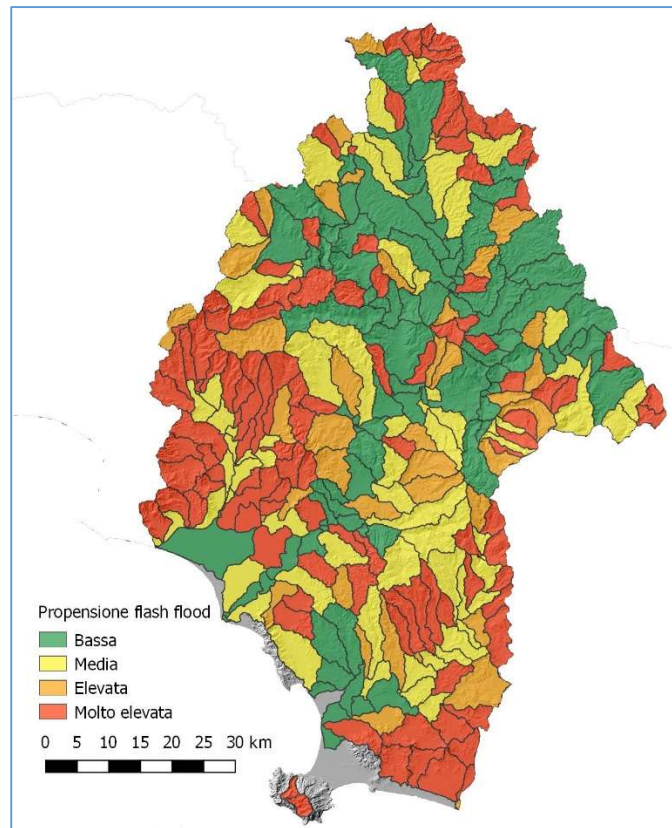 Propensione flash flood
Bassa
Media
Elevata
Molto elevata
0 5 10 15 20 25 30 km